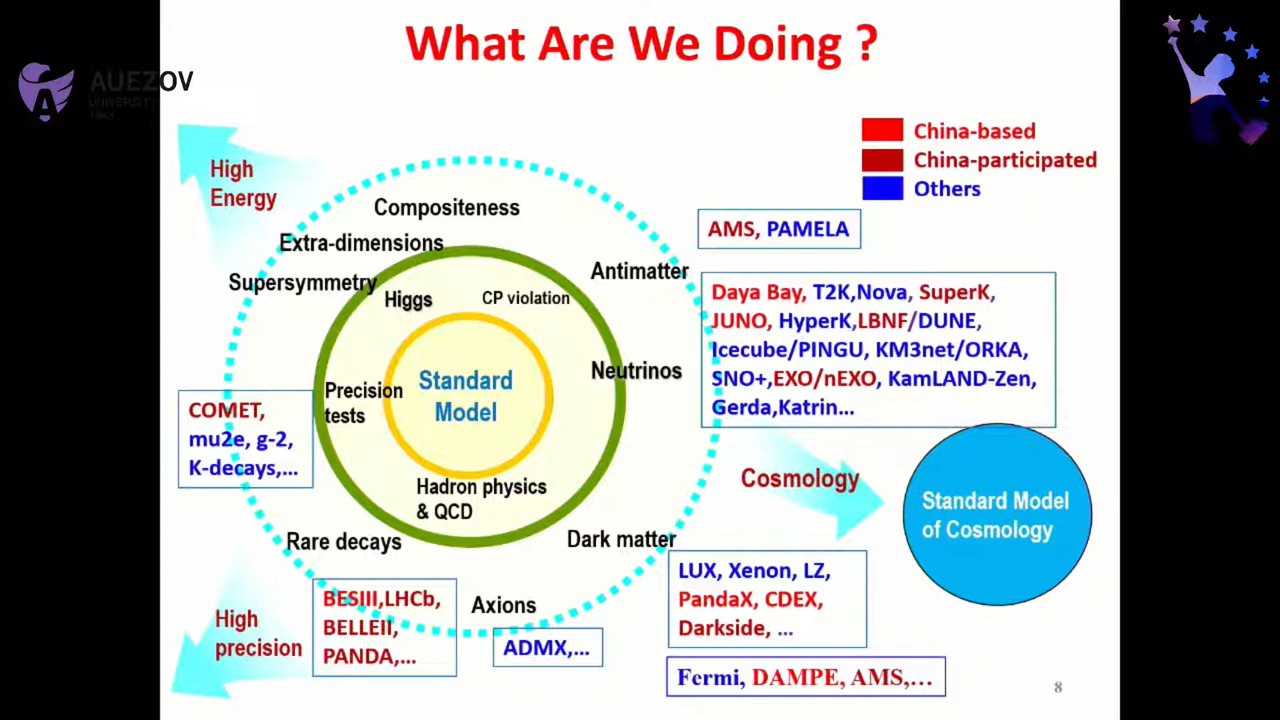 What Are We Doing ?
AUEZOV
UNIVERSITY
China-based
China-participated
Others
High
Energy
Compositeness
Extra-dimensions
Supersymmetry
Higgs
CP violation
Antimatter
AMS, PAMELA
Daya Bay, T2K,Nova, SuperK,
JUNO, HyperK,LBNF/DUNE,
Icecube/PINGU, KM3net/ORKA,
SNO+,EXO/nEXO, KamLAND-Zen,
Gerda,Katrin...
Neutrinos
Standard
Model
Precision
tests
COMET,
mu2e, g-2,
K-decays,...
Hadron physics
& QCD
Cosmology
Standard Model
of Cosmology
Rare decays
Dark matter
LUX, Xenon, LZ,
PandaX, CDEX,
Darkside, ...
High
precision
BESIII,LHCb,
BELLEII,
PANDA,...
Axions
ADMX,...
Fermi, DAMPE, AMS,...
8